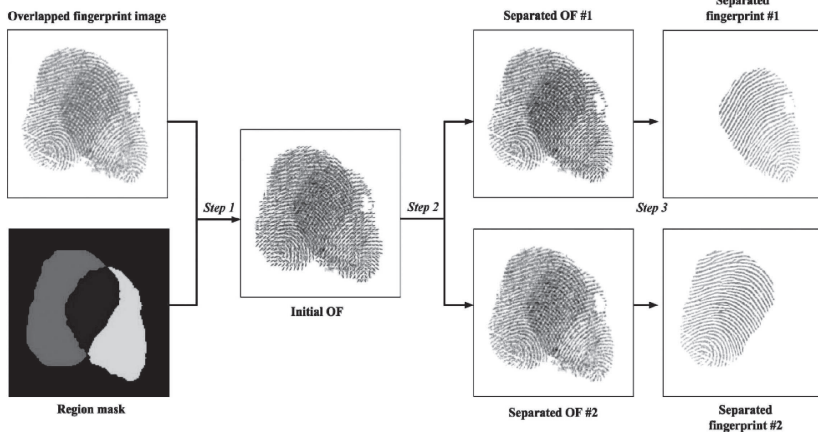 Overlapped fingerprint image
Separated OF #1
Separated
fingerprint #1
Step 1
Step 2
Step 3
Initial OF
Region mask
Separated OF #2
Separated
fingerprint #2